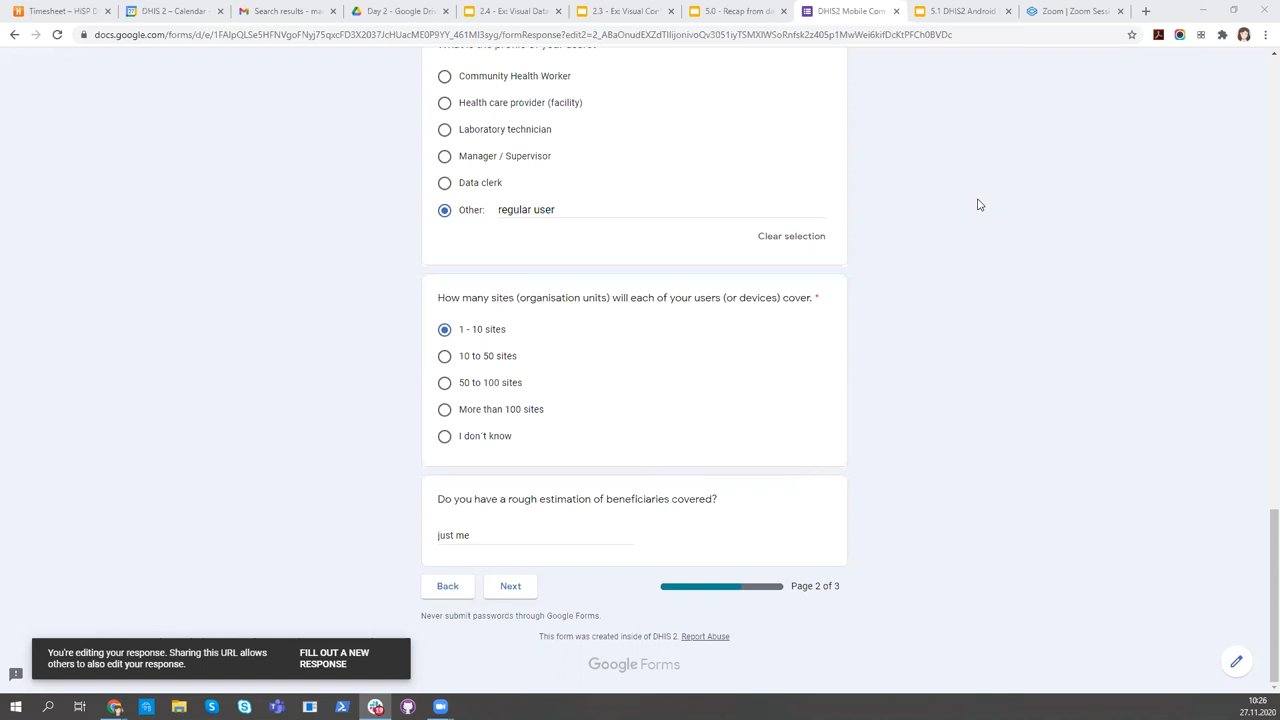 Timesheet – HISP D
DHIS 2 – Calendar
Search results - ma
Day 2 - Google Driv
2.4 - Ex: Visual Data
2.3 - Ex: Visual Con
5.0 - Recap from da
DHIS2 Mobile Com
5.1 DHIS2 Android
Zoom | Zoom Sessi
Community Health Worker
Health care provider (facility)
Laboratory technician
Manager / Supervisor
Data clerk
Other: regular user
Clear selection
How many sites (organisation units) will each of your users (or devices) cover. *
1 - 10 sites
10 to 50 sites
50 to 100 sites
More than 100 sites
I don´t know
Do you have a rough estimation of beneficiaries covered?
just me
Back Next Page 2 of 3
Never submit passwords through Google Forms.
This form was created inside of DHIS 2. Report Abuse
Google Forms
You're editing your response. Sharing this URL allows
others to also edit your response.
FILL OUT A NEW
RESPONSE
10:26
27.11.2020